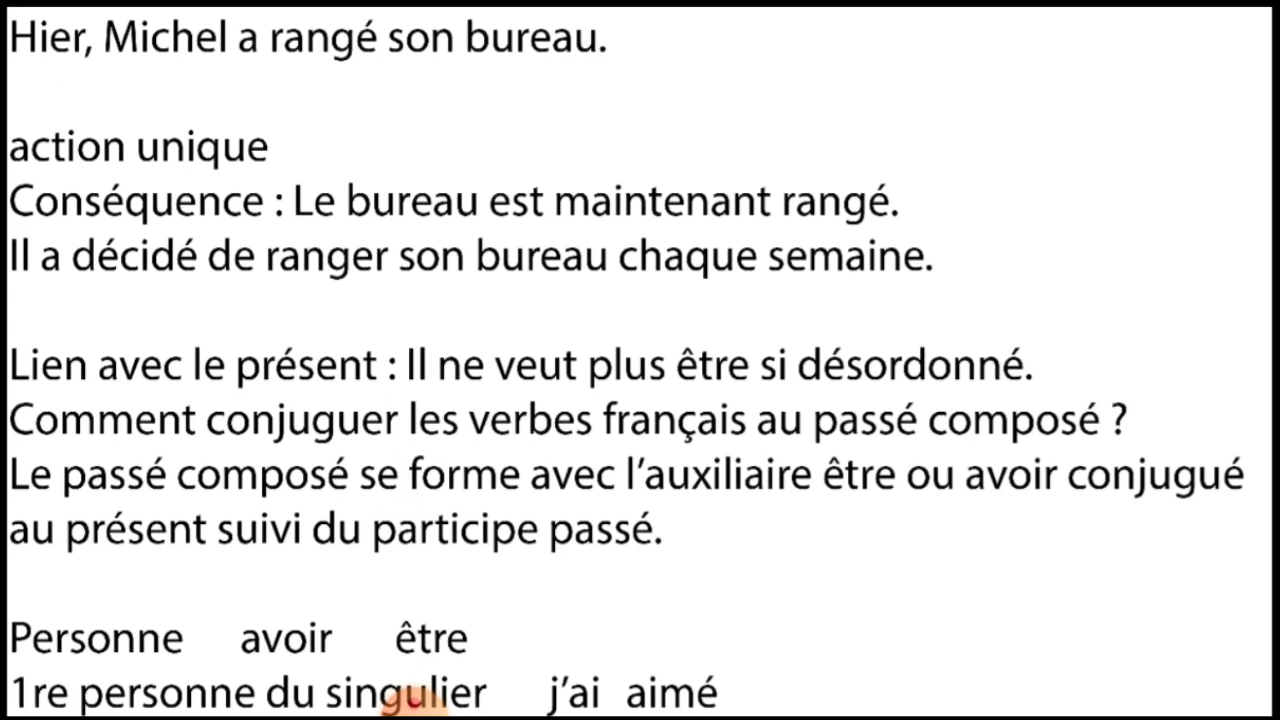 Hier, Michel a rangé son bureau.
action unique
Conséquence : Le bureau est maintenant rangé.
Il a décidé de ranger son bureau chaque semaine.
Lien avec le présent : Il ne veut plus être si désordonné.
Comment conjuguer les verbes français au passé composé ?
Le passé composé se forme avec l’auxiliaire être ou avoir conjugué
au présent suivi du participe passé.
Personne avoir être
1re personne du singulier j’ai aimé